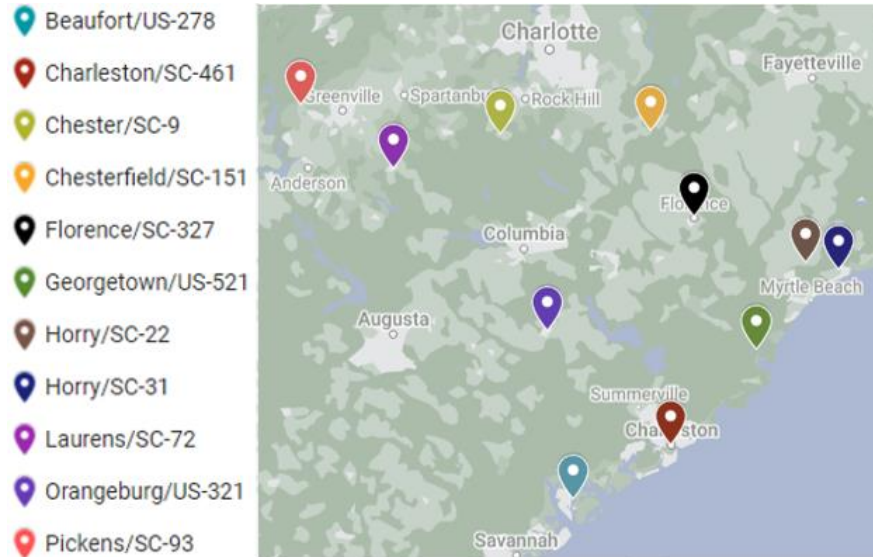 Beaufort/US-278
Charleston/SC-461
Chester/SC-9
Chesterfield/SC-151
Florence/SC-327
Georgetown/US-521
Horry/SC-22
Horry/SC-31
Laurens/SC-72
Orangeburg/US-321
Pickens/SC-93
Charlotte
Fayetteville
Greenville
Spartanbu
Rock Hill
Anderson
Florence
Columbia
Myrtle Beach
Augusta
Summerville
Charleston
Savannah